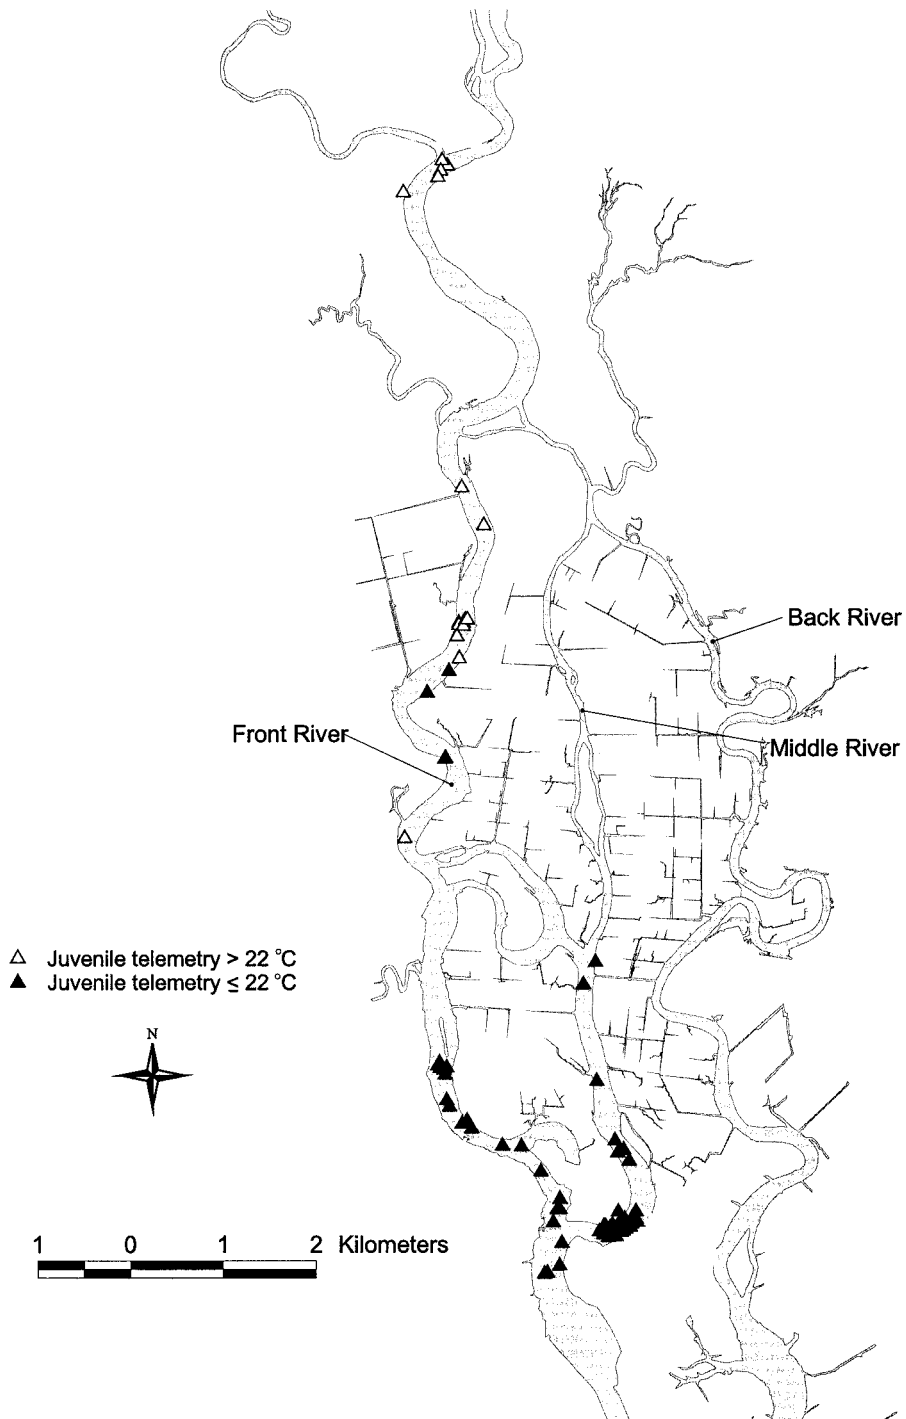 Back River
Front River
Middle River
△ Juvenile telemetry > 22 °C
▲ Juvenile telemetry ≤ 22 °C
N
1 0 1 2 Kilometers